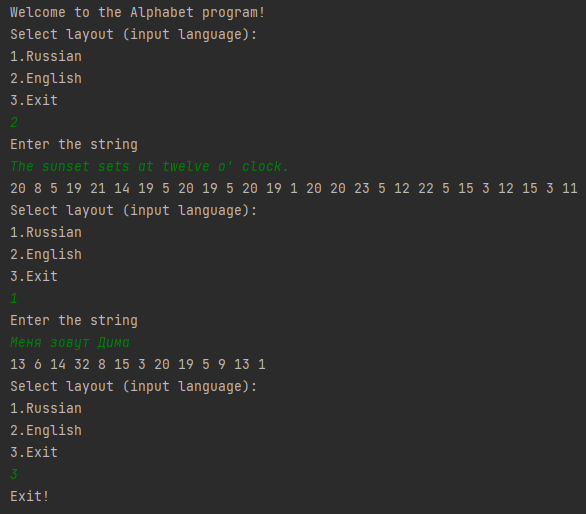 Welcome to the Alphabet program!
Select layout (input language):
1.Russian
2.English
3.Exit
2
Enter the string
The sunset sets at twelve o' clock.
20 8 5 19 21 14 19 5 20 19 5 20 19 1 20 20 23 5 12 22 5 15 3 12 15 3 11
Select layout (input language):
1.Russian
2.English
3.Exit
1
Enter the string
Меня зовут Дима
13 6 14 32 8 15 3 20 19 5 9 13 1
Select layout (input language):
1.Russian
2.English
3.Exit
3
Exit!